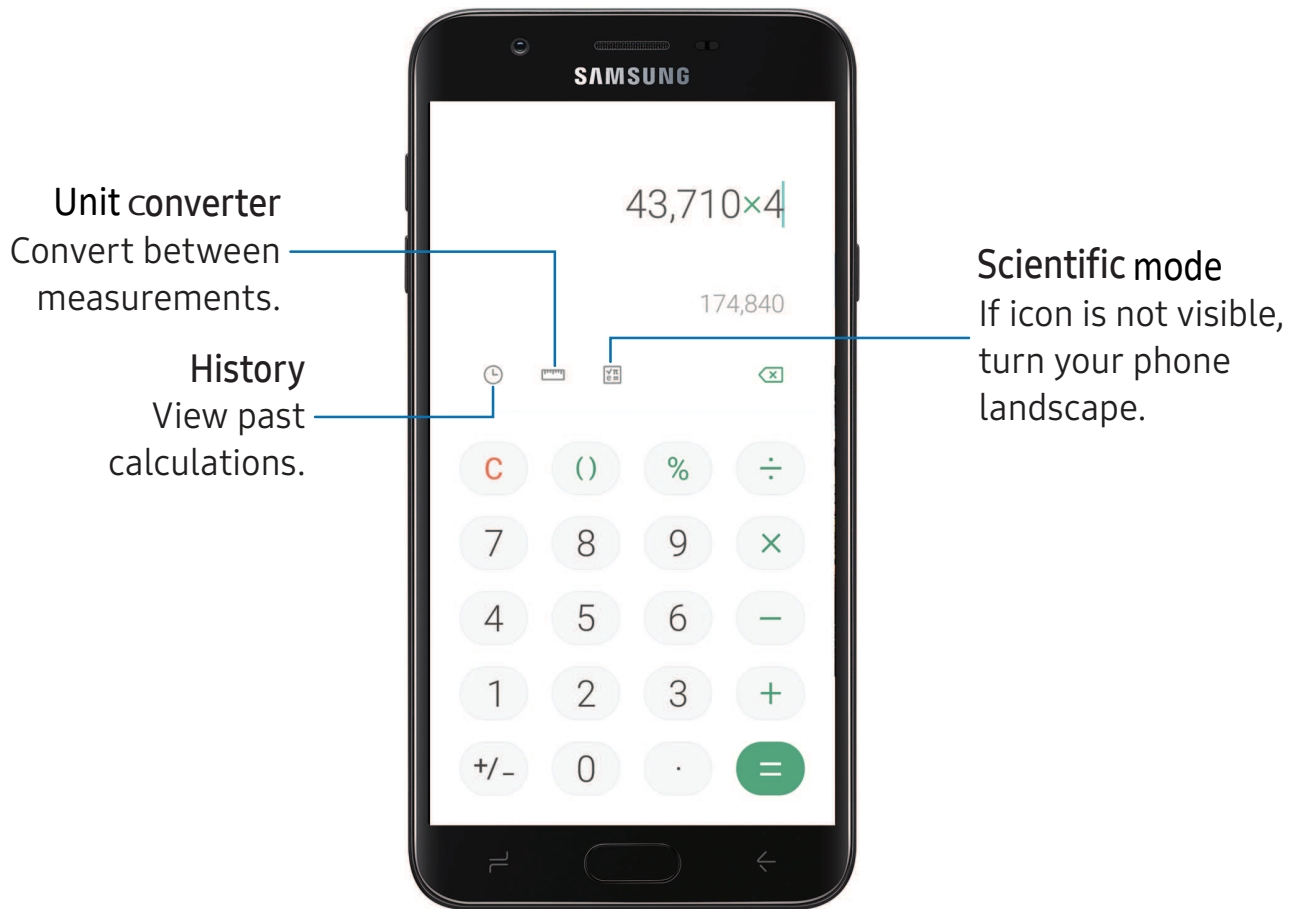 SAMSUNG
43,710×4
174,840
Unit converter
Convert between
measurements.
History
View past
calculations.
Scientific mode
If icon is not visible,
turn your phone
landscape.
√π
e =
C
( )
%
÷
7
8
9
×
4
5
6
−
1
2
3
+
+/−
0
.
=